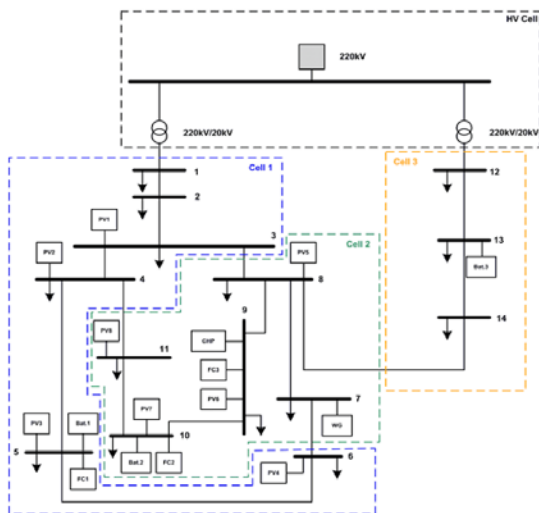 HV Cell
220kV
220kV/20kV
220kV/20kV
Cell 1
Cell 3
1
12
2
PV1
3
Cell 2
13
PV2
PV5
Bat.3
4
8
9
PV8
GHP
14
11
FC3
PV6
7
PV3
Bat.1
PV7
WG
5
10
6
FC1
Bat.2
FC2
PV4